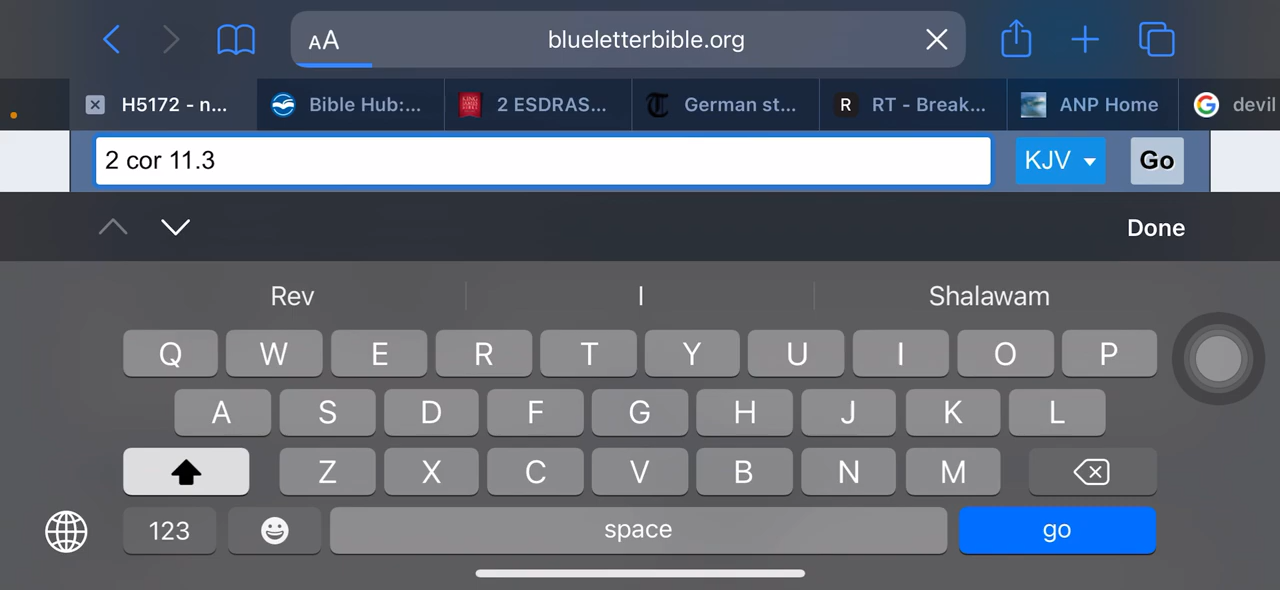 AA blueletterbible.org
H5172 - n... Bible Hub:... 2 ESDRAS... German st... R RT - Break... ANP Home devil
2 cor 11.3 KJV Go
Done
Rev I Shalawam
Q W E R T Y U I O P
A S D F G H J K L
Z X C V B N M
123 space go